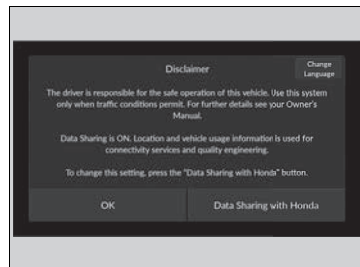 Disclaimer
Change
Language
The driver is responsible for the safe operation of this vehicle. Use this system
only when traffic conditions permit. For further details see your Owner's
Manual.
Data Sharing is ON. Location and vehicle usage information is used for
connectivity services and quality engineering.
To change this setting, press the "Data Sharing with Honda" button.
OK
Data Sharing with Honda